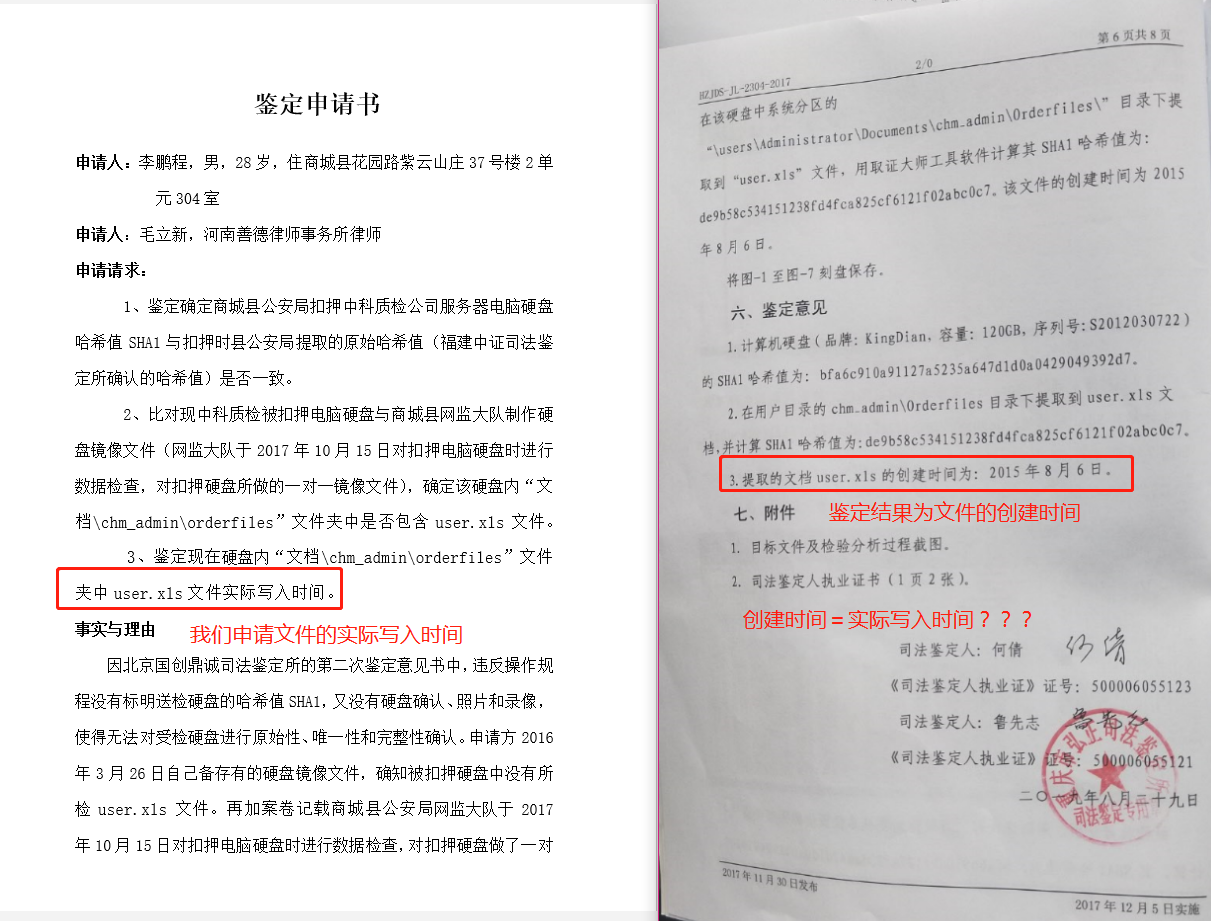 鉴定申请书
申请人：李鹏程，男，28岁，住商城县花园路紫云山庄37号楼2单
元304室
申请人：毛立新，河南善德律师事务所律师
申请请求：
1、鉴定确定商城县公安局扣押中科质检公司服务器电脑硬盘
哈希值SHA1与扣押时县公安局提取的原始哈希值（福建中证司法鉴
定所确认的哈希值）是否一致。
2、比对现中科质检被扣押电脑硬盘与商城县网监大队制作硬
盘镜像文件（网监大队于2017年10月15日对扣押电脑硬盘时进行
数据检查，对扣押硬盘所做的一对一镜像文件），确定该硬盘内“文
档\chm_admin\orderfiles”文件夹中是否包含user.xls文件。
3、鉴定现在硬盘内“文档\chm_admin\orderfiles”文件
夹中user.xls文件实际写入时间。
事实与理由
我们申请文件的实际写入时间
因北京国创鼎诚司法鉴定所的第二次鉴定意见书中，违反操作规
程没有标明送检硬盘的哈希值SHA1，又没有硬盘确认、照片和录像，
使得无法对受检硬盘进行原始性、唯一性和完整性确认。申请方2016
年3月26日自己备存有的硬盘镜像文件，确知被扣押硬盘中没有所
检user.xls文件。再加案卷记载商城县公安局网监大队于2017
年10月15日对扣押电脑硬盘时进行数据检查，对扣押硬盘做了一对
第6页共8页
2/0
HZJDS-JL-2304-2017
在该硬盘中系统分区的
“\users\Administrator\Documents\chm_admin\Orderfiles\”目录下提
取到“user.xls”文件，用取证大师工具软件计算其SHA1哈希值为：
de9b58c534151238fd4fca825cf6121f02abc0c7。该文件的创建时间为2015
年8月6日。
将图-1至图-7刻盘保存。
六、鉴定意见
1.计算机硬盘(品牌：KingDian，容量：120GB，序列号：S2012030722)
的SHA1哈希值为：bfa6c910a91127a5235a647d1d0a0429049392d7。
2.在用户目录的chm_admin\Orderfiles目录下提取到user.xls文
档，并计算SHA1哈希值为：de9b58c534151238fd4fca825cf6121f02abc0c7。
3.提取的文档user.xls的创建时间为：2015年8月6日。
七、附件
鉴定结果为文件的创建时间
1. 目标文件及检验分析过程截图。
2. 司法鉴定人执业证书（1页2张）。
创建时间＝实际写入时间？？？
司法鉴定人：何倩
何倩
《司法鉴定人执业证》证号：500006055123
司法鉴定人：鲁先志
《司法鉴定人执业证》证号：500006055121
二〇一九年八月二十九日
司法鉴定专用
2017年11月30日发布
2017年12月5日实施